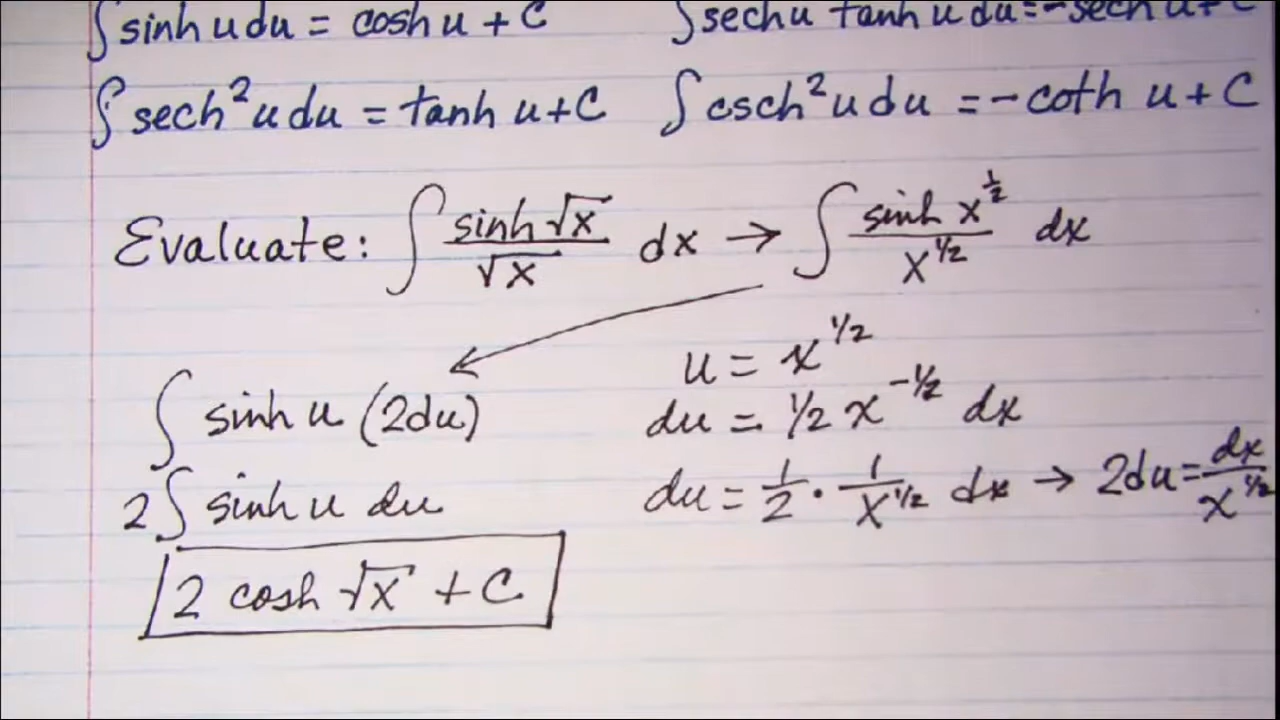 ∫ sinh u du = cosh u + C ∫ sech u tanh u du = -sech u + C
∫ sech² u du = tanh u + C ∫ csch² u du = -coth u + C
Evaluate: ∫ sinh √x / √x dx → ∫ sinh x^½ / x^½ dx
u = x^1/2
∫ sinh u (2du) du = 1/2 x^-1/2 dx
2 ∫ sinh u du du = 1/2 · 1/x^1/2 dx → 2du = dx/x^1/2
2 cosh √x + C